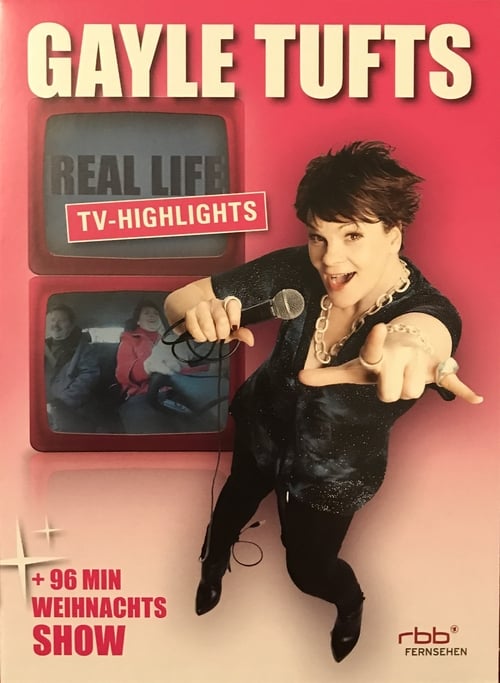 GAYLE TUFTS
REAL LIFE
TV-HIGHLIGHTS
+ 96 MIN
WEIHNACHTS
SHOW
rbb
FERNSEHEN